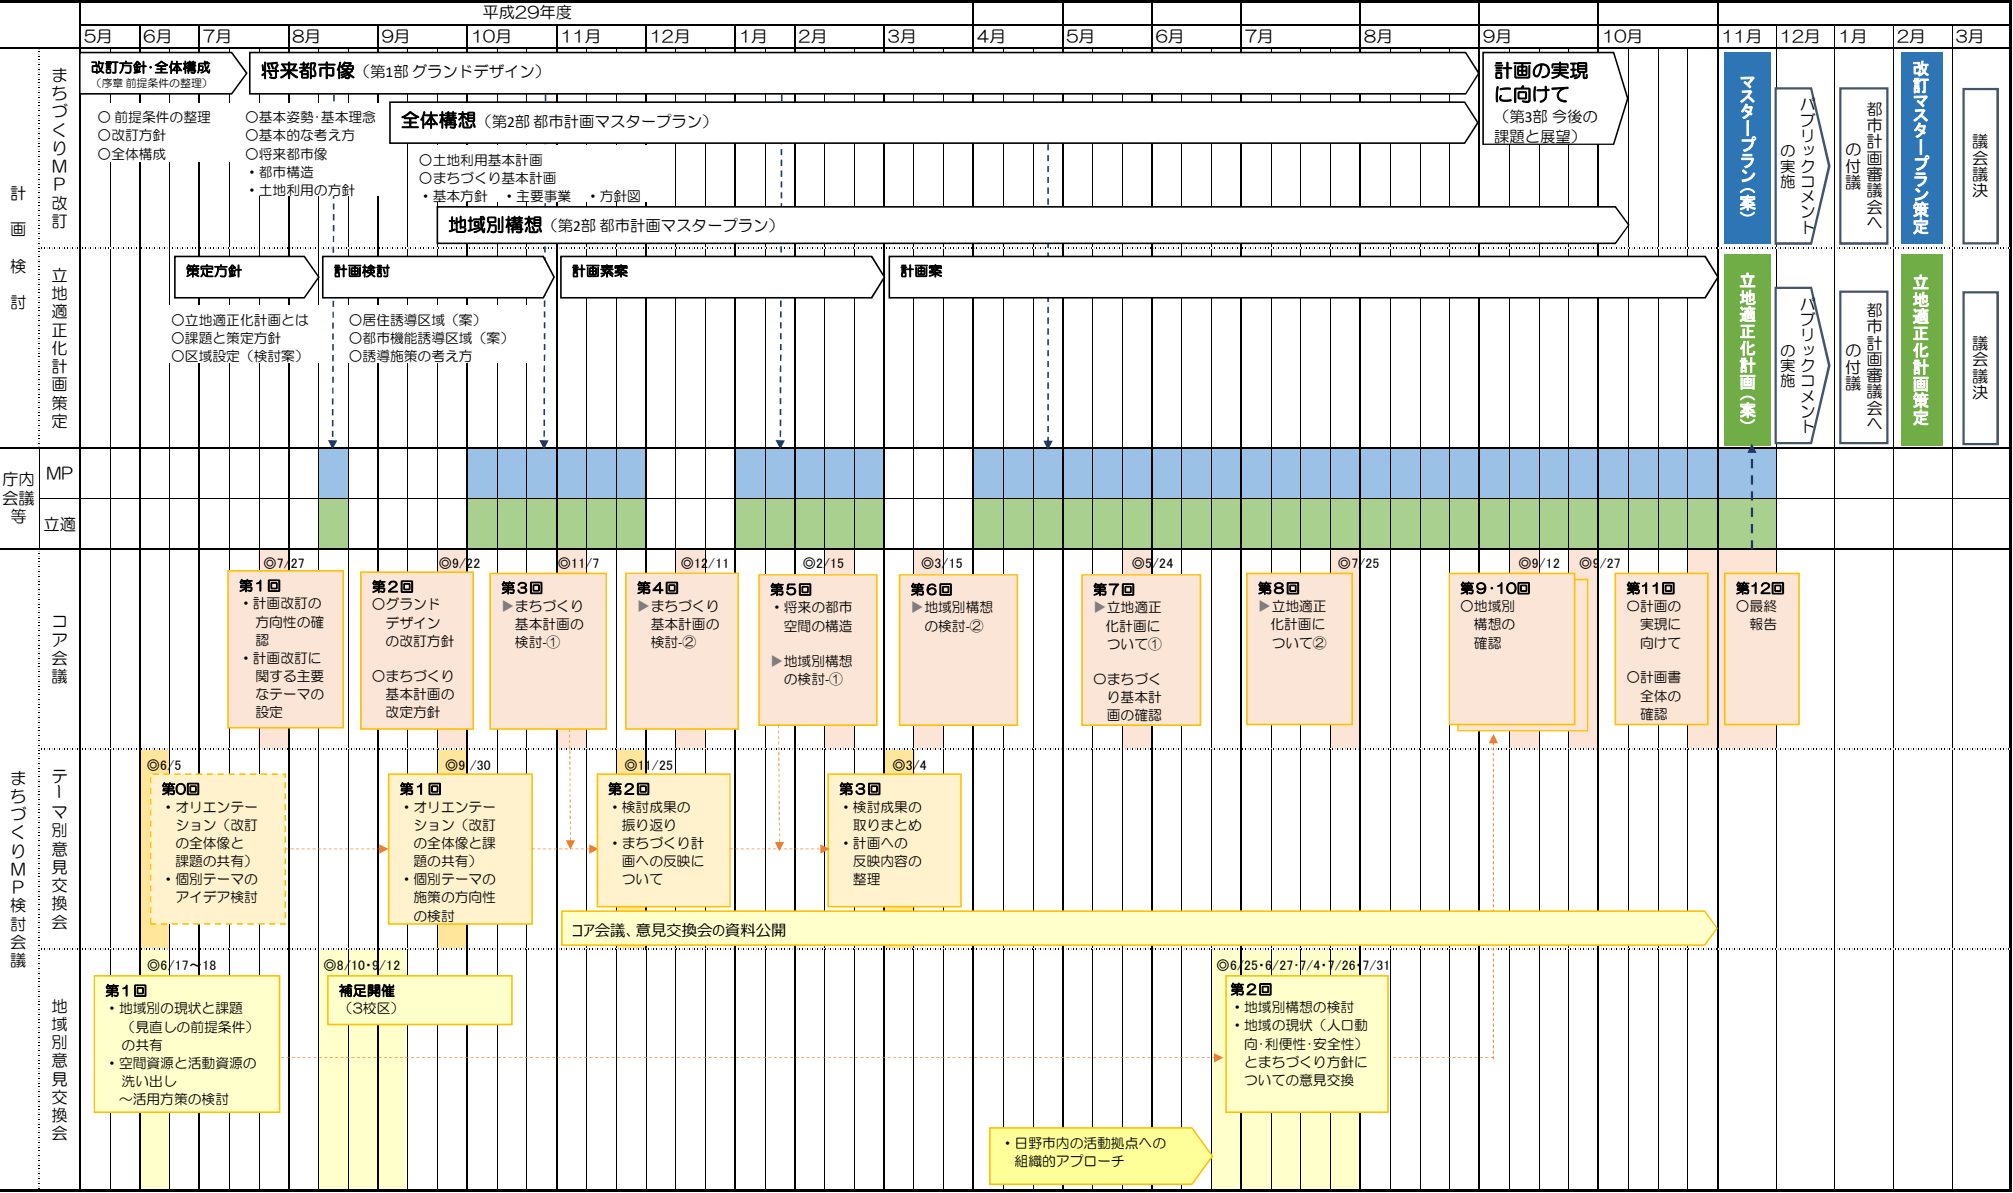 平成29年度
5月 6月 7月 8月 9月 10月 11月 12月 1月 2月 3月 4月 5月 6月 7月 8月 9月 10月 11月 12月 1月 2月 3月
計画検討
まちづくりMP改訂
改訂方針・全体構成
（序章 前提条件の整理）
○ 前提条件の整理
○改訂方針
○全体構成
将来都市像（第1部 グランドデザイン）
○基本姿勢・基本理念
○基本的な考え方
○将来都市像
・都市構造
・土地利用の方針
全体構想（第2部 都市計画マスタープラン）
○土地利用基本計画
○まちづくり基本計画
・基本方針 ・主要事業 ・方針図
地域別構想（第2部 都市計画マスタープラン）
計画の実現
に向けて
（第3部 今後の
課題と展望）
マスタープラン（案）
パブリックコメント
の実施
都市計画審議会へ
の付議
改訂マスタープラン策定
議会議決
立地適正化計画策定
策定方針
○立地適正化計画とは
○課題と策定方針
○区域設定（検討案）
計画検討
○居住誘導区域（案）
○都市機能誘導区域（案）
○誘導施策の考え方
計画素案
計画案
立地適正化計画（案）
パブリックコメント
の実施
都市計画審議会へ
の付議
立地適正化計画策定
議会議決
庁内
会議
等
MP
立適
まちづくりMP検討会議
コア会議
◎7/27
第1回
・計画改訂の
方向性の確
認
・計画改訂に
関する主要
なテーマの
設定
◎9/22
第2回
○グランド
デザイン
の改訂方針
○まちづくり
基本計画の
改定方針
◎11/7
第3回
▶まちづくり
基本計画の
検討-①
◎12/11
第4回
▶まちづくり
基本計画の
検討-②
◎2/15
第5回
・将来の都市
空間の構造
▶地域別構想
の検討-①
◎3/15
第6回
▶地域別構想
の検討-②
◎5/24
第7回
▶立地適正
化計画に
ついて①
○まちづく
り基本計
画の確認
◎7/25
第8回
▶立地適正
化計画に
ついて②
◎9/12 ◎9/27
第9・10回
○地域別
構想の
確認
第11回
○計画の
実現に
向けて
○計画書
全体の
確認
第12回
○最終
報告
テーマ別意見交換会
◎6/5
第0回
・オリエンテー
ション（改訂
の全体像と
課題の共有）
・個別テーマの
アイデア検討
◎9/30
第1回
・オリエンテー
ション（改訂
の全体像と課
題の共有）
・個別テーマの
施策の方向性
の検討
◎11/25
第2回
・検討成果の
振り返り
・まちづくり計
画への反映に
ついて
◎3/4
第3回
・検討成果の
取りまとめ
・計画への
反映内容の
整理
コア会議、意見交換会の資料公開
地域別意見交換会
◎6/17～18
第1回
・地域別の現状と課題
（見直しの前提条件）
の共有
・空間資源と活動資源の
洗い出し
～活用方策の検討
◎8/10・9/12
補足開催
（3校区）
◎6/25・6/27・7/4・7/26・7/31
第2回
・地域別構想の検討
・地域の現状（人口動
向・利便性・安全性）
とまちづくり方針に
ついての意見交換
・日野市内の活動拠点への
組織的アプローチ